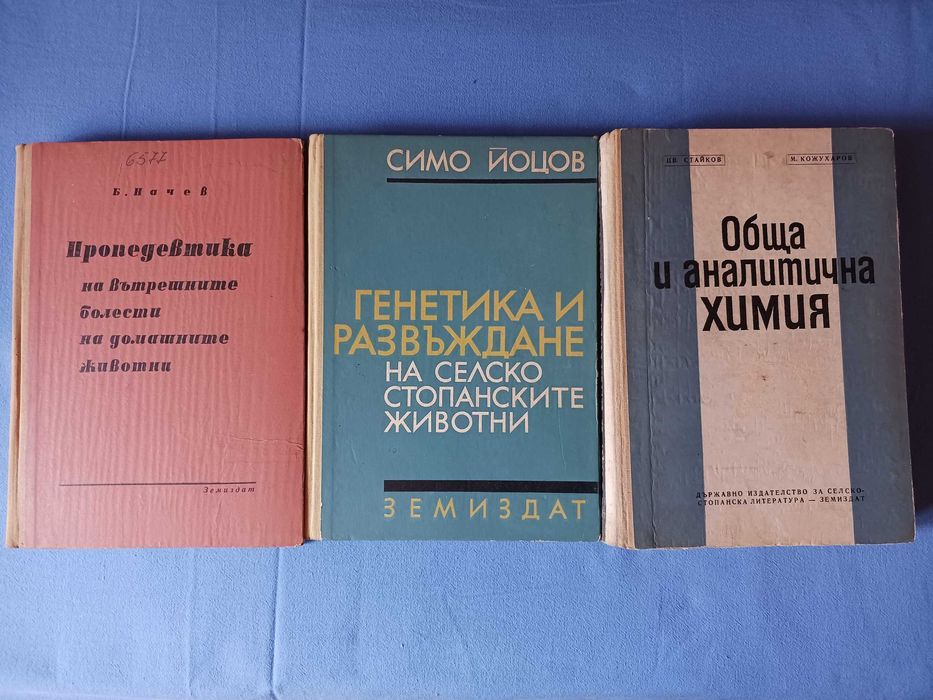 6577
Б. Начев
Пропедевтика
на вътрешните
болести
на домашните
животни
Земиздат
СИМО ЙОЦОВ
ГЕНЕТИКА И
РАЗВЪЖДАНЕ
НА СЕЛСКО
СТОПАНСКИТЕ
ЖИВОТНИ
ЗЕМИЗДАТ
ЦВ. СТАЙКОВ
М. КОЖУХАРОВ
Обща
и аналитична
химия
ДЪРЖАВНО ИЗДАТЕЛСТВО ЗА СЕЛСКО-
СТОПАНСКА ЛИТЕРАТУРА — ЗЕМИЗДАТ